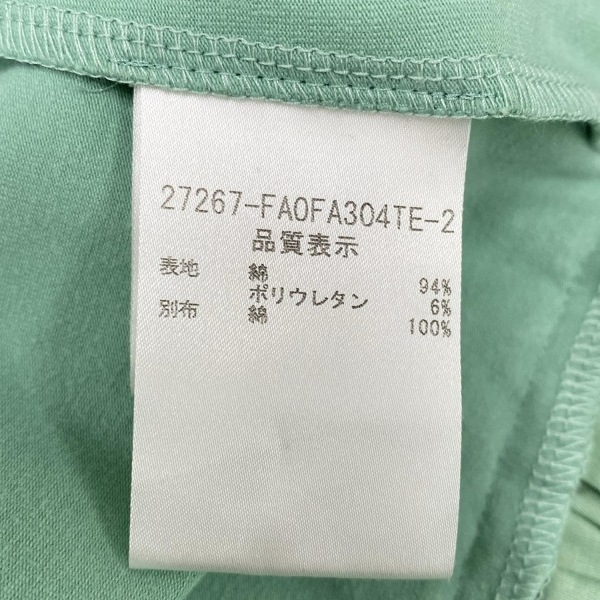 27267-FA0FA304TE-2
品質表示
表地 綿 94%
ポリウレタン 6%
別布 綿 100%